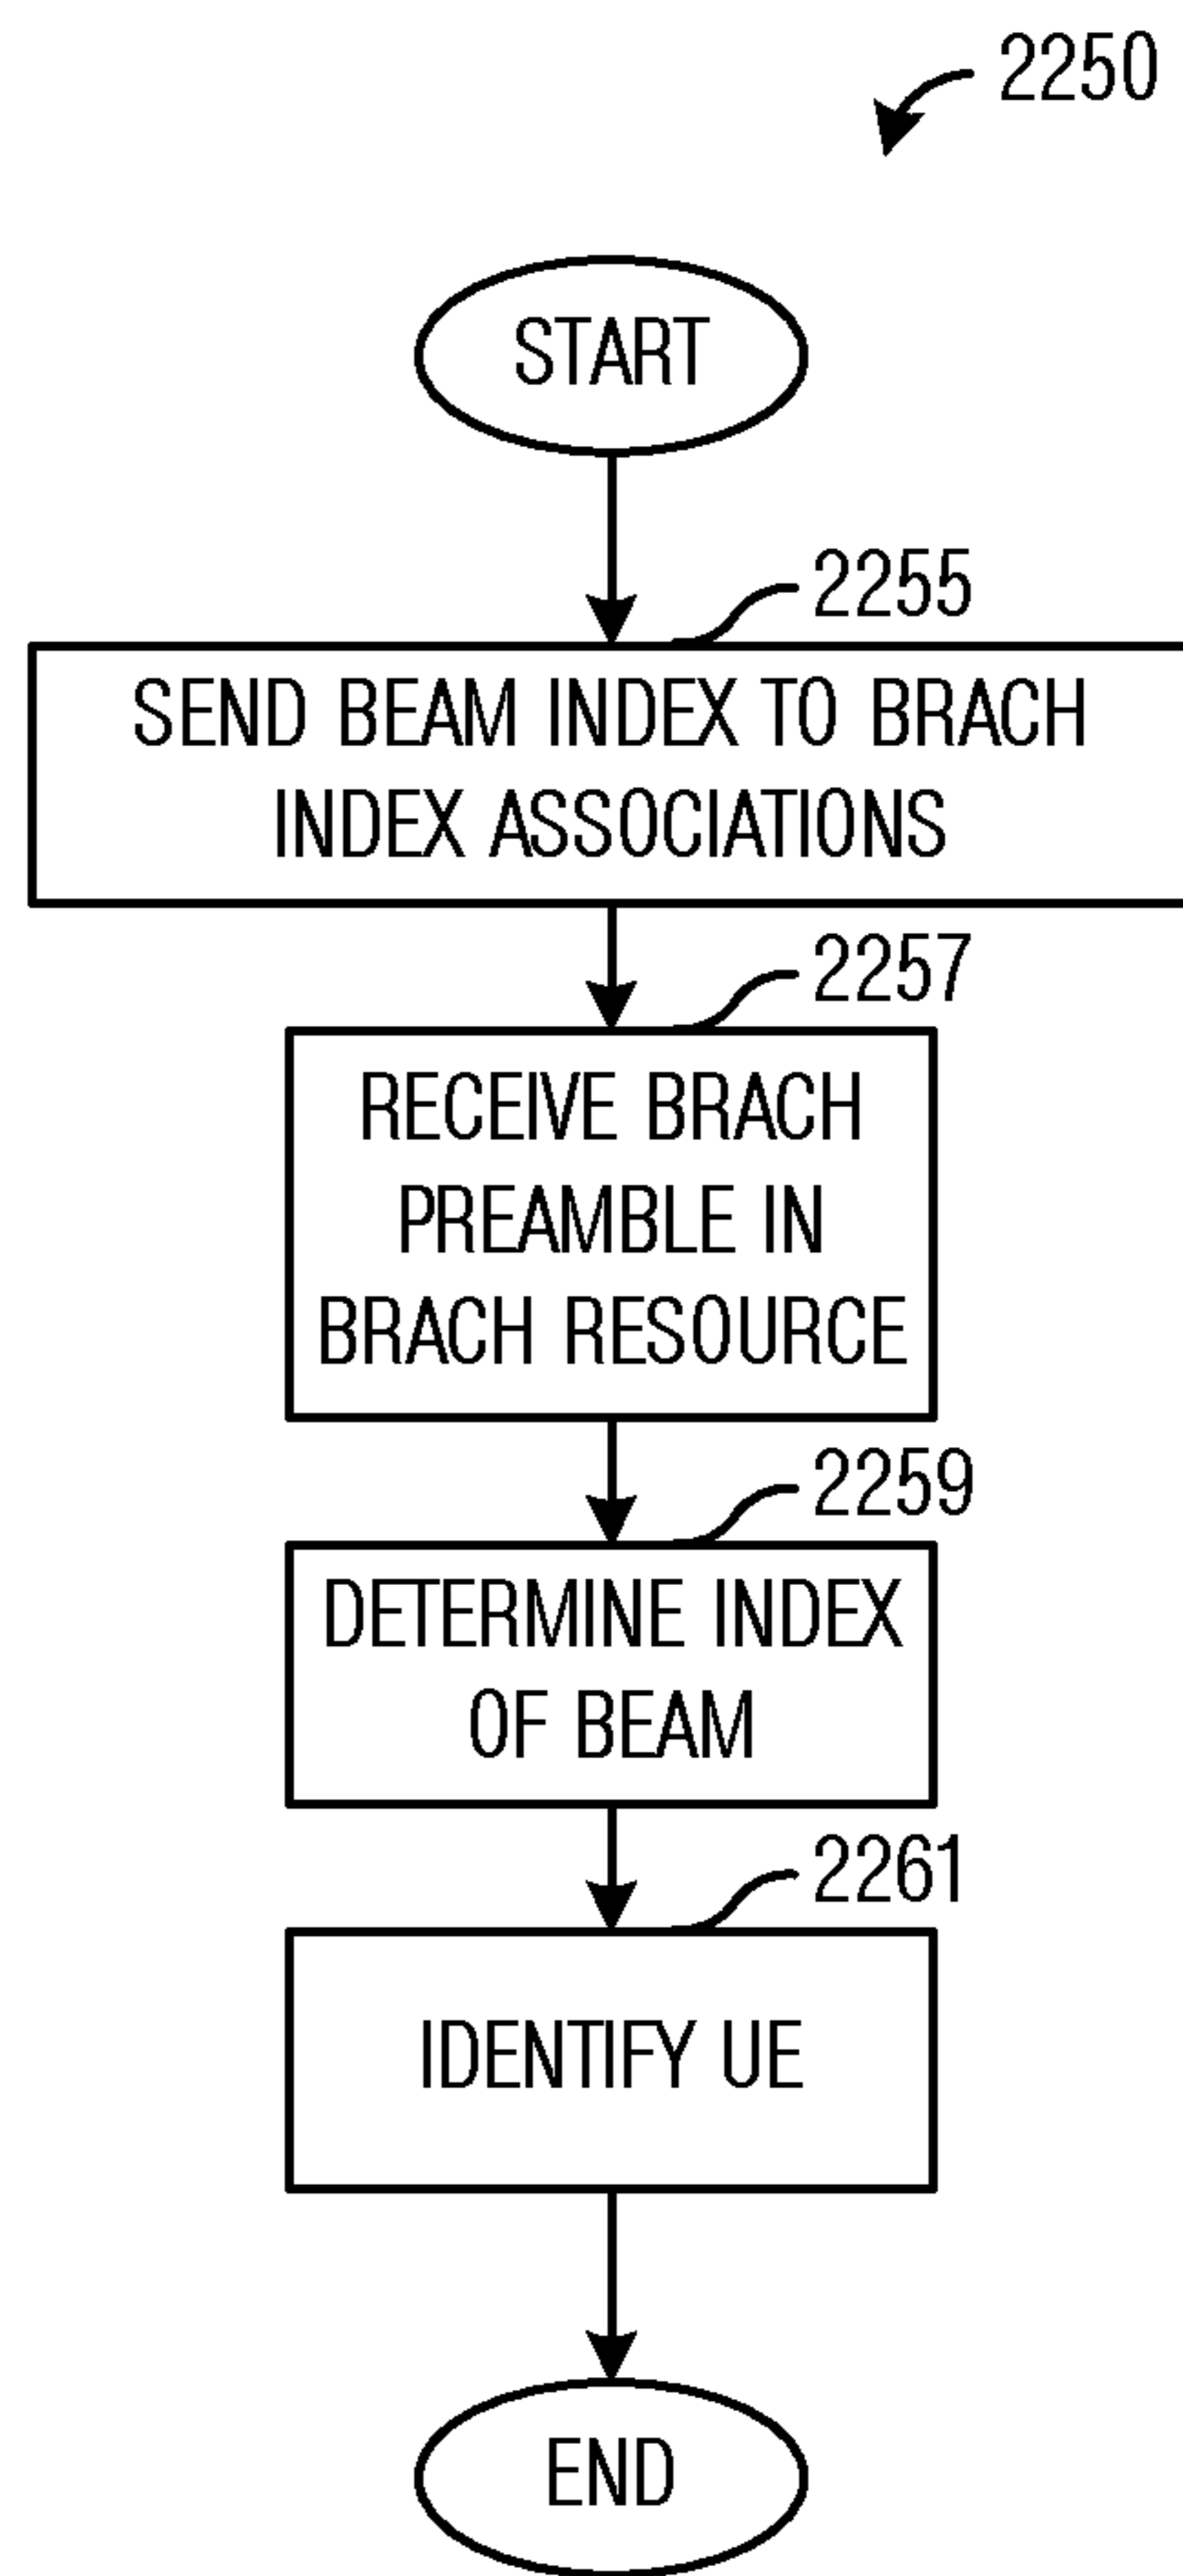 2250
START
2255
SEND BEAM INDEX TO BRACH
INDEX ASSOCIATIONS
2257
RECEIVE BRACH
PREAMBLE IN
BRACH RESOURCE
2259
DETERMINE INDEX
OF BEAM
2261
IDENTIFY UE
END